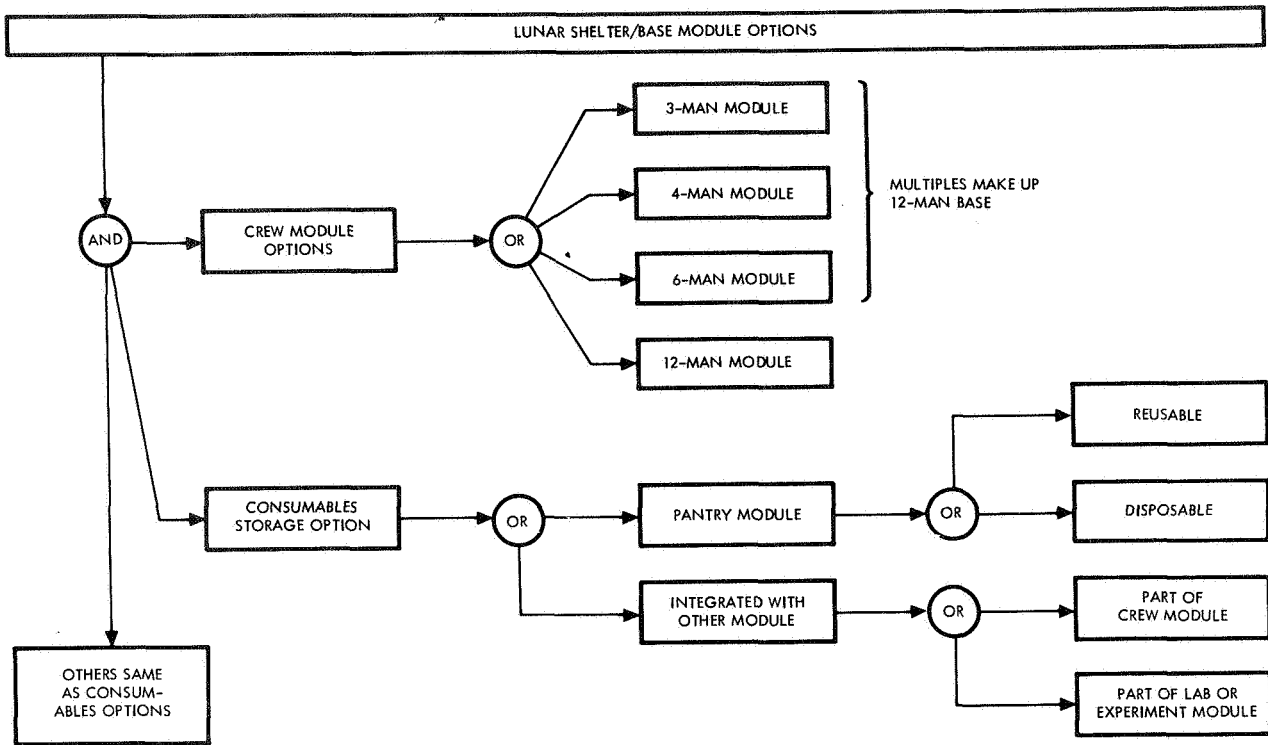 LUNAR SHELTER/BASE MODULE OPTIONS
3-MAN MODULE
4-MAN MODULE
MULTIPLES MAKE UP
12-MAN BASE
AND
CREW MODULE
OPTIONS
OR
6-MAN MODULE
12-MAN MODULE
REUSABLE
CONSUMABLES
STORAGE OPTION
OR
PANTRY MODULE
OR
DISPOSABLE
INTEGRATED WITH
OTHER MODULE
OR
PART OF
CREW MODULE
OTHERS SAME
AS CONSUM-
ABLES OPTIONS
PART OF LAB OR
EXPERIMENT MODULE